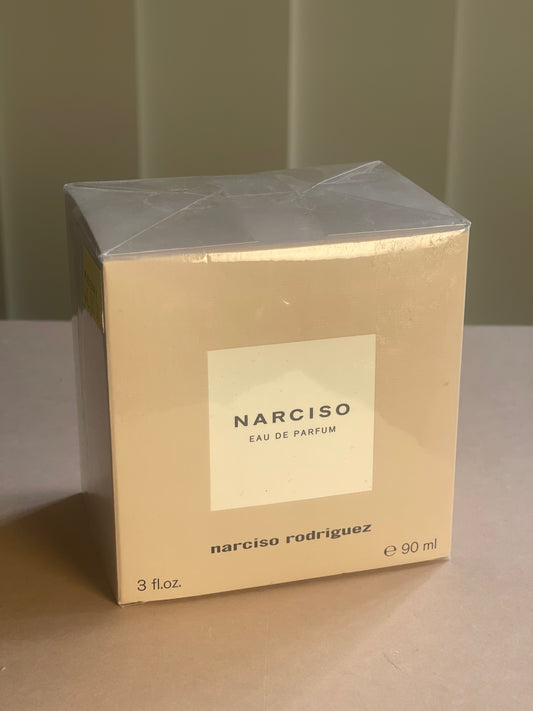 NARCISO
EAU DE PARFUM
narciso rodriguez
3 fl.oz.
℮ 90 ml